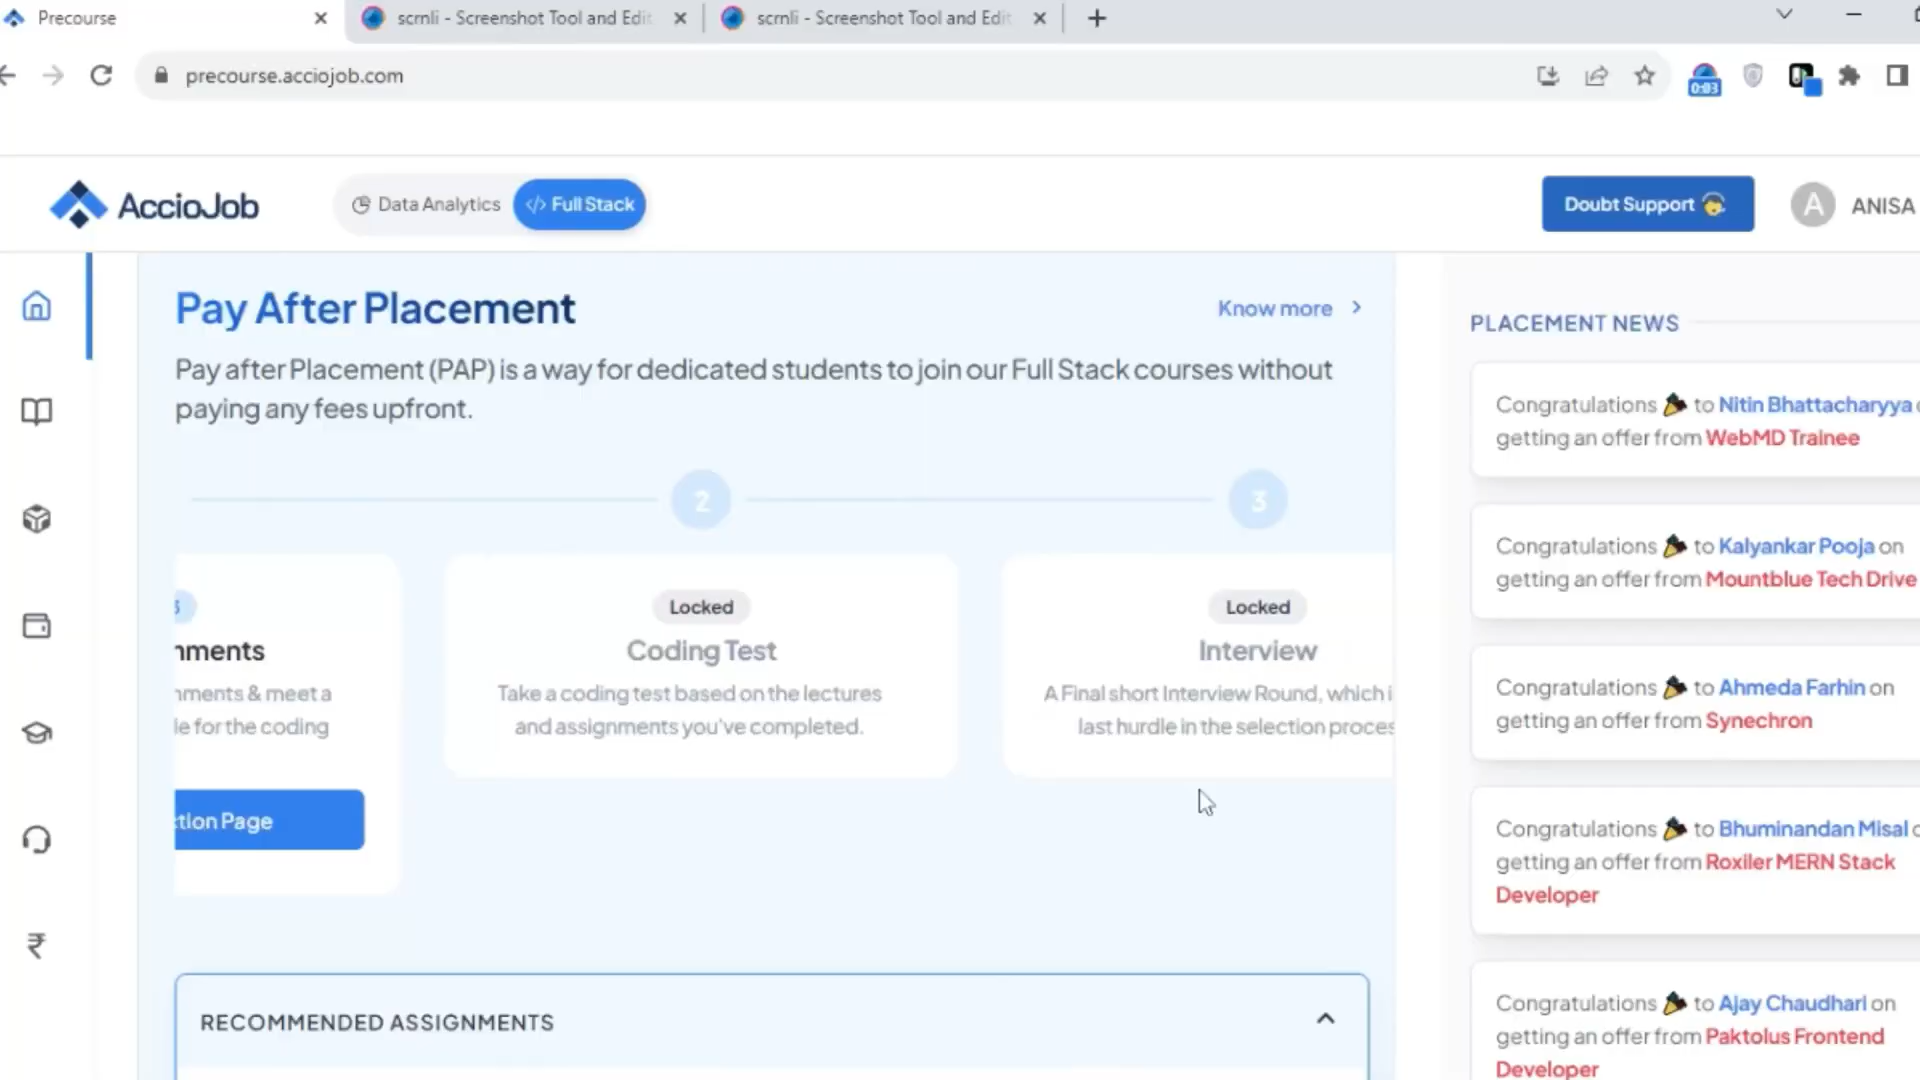 Precourse
scrnli - Screenshot Tool and Edit
scrnli - Screenshot Tool and Edit
precourse.acciojob.com
0:03
AccioJob
Data Analytics
</> Full Stack
Doubt Support
A
ANISA
Pay After Placement
Know more
Pay after Placement (PAP) is a way for dedicated students to join our Full Stack courses without
paying any fees upfront.
2
3
nments
nments & meet a
le for the coding
ction Page
Locked
Coding Test
Take a coding test based on the lectures
and assignments you've completed.
Locked
Interview
A Final short Interview Round, which i
last hurdle in the selection proces
RECOMMENDED ASSIGNMENTS
PLACEMENT NEWS
Congratulations to Nitin Bhattacharyya
getting an offer from WebMD Trainee
Congratulations to Kalyankar Pooja on
getting an offer from Mountblue Tech Drive
Congratulations to Ahmeda Farhin on
getting an offer from Synechron
Congratulations to Bhuminandan Misal
getting an offer from Roxiler MERN Stack
Developer
Congratulations to Ajay Chaudhari on
getting an offer from Paktolus Frontend
Developer
₹